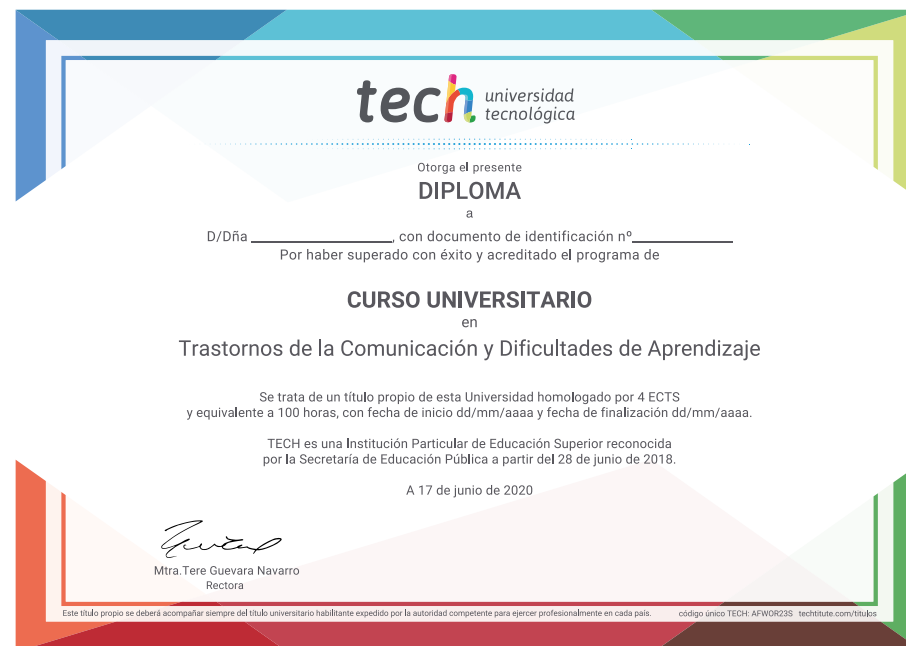 tech universidad
tecnológica
Otorga el presente
DIPLOMA
a
D/Dña ____________________, con documento de identificación nº______________
Por haber superado con éxito y acreditado el programa de
CURSO UNIVERSITARIO
en
Trastornos de la Comunicación y Dificultades de Aprendizaje
Se trata de un título propio de esta Universidad homologado por 4 ECTS
y equivalente a 100 horas, con fecha de inicio dd/mm/aaaa y fecha de finalización dd/mm/aaaa.
TECH es una Institución Particular de Educación Superior reconocida
por la Secretaría de Educación Pública a partir del 28 de junio de 2018.
A 17 de junio de 2020
Mtra.Tere Guevara Navarro
Rectora
Este título propio se deberá acompañar siempre del título universitario habilitante expedido por la autoridad competente para ejercer profesionalmente en cada país. código único TECH: AFWOR23S techtitute.com/titulos